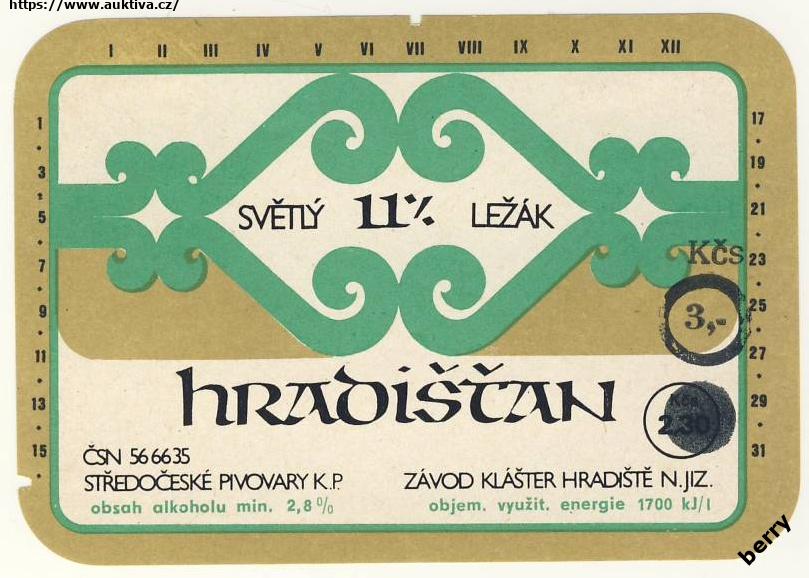 https://www.auktiva.cz/
I II III IV V VI VII VIII IX X XI XII
1
3
5
7
9
11
13
15
17
19
21
23
25
27
29
31
SVĚTLÝ 11% LEŽÁK
Kčs
3,-
HRADIŠŤAN
Kčs
2.30
ČSN 56 6635
STŘEDOČESKÉ PIVOVARY K.P. ZÁVOD KLÁŠTER HRADIŠTĚ N.JIZ.
obsah alkoholu min. 2,8% objem. využit. energie 1700 kJ/l
berry